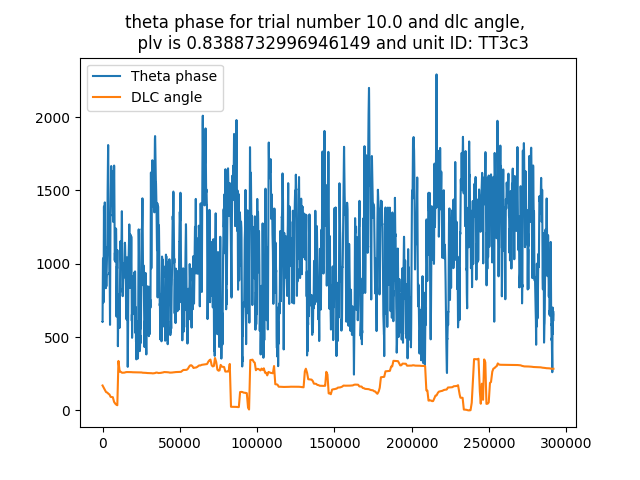 theta phase for trial number 10.0 and dlc angle,
plv is 0.8388732996946149 and unit ID: TT3c3
Theta phase
DLC angle
2000
1500
1000
500
0
0 50000 100000 150000 200000 250000 300000